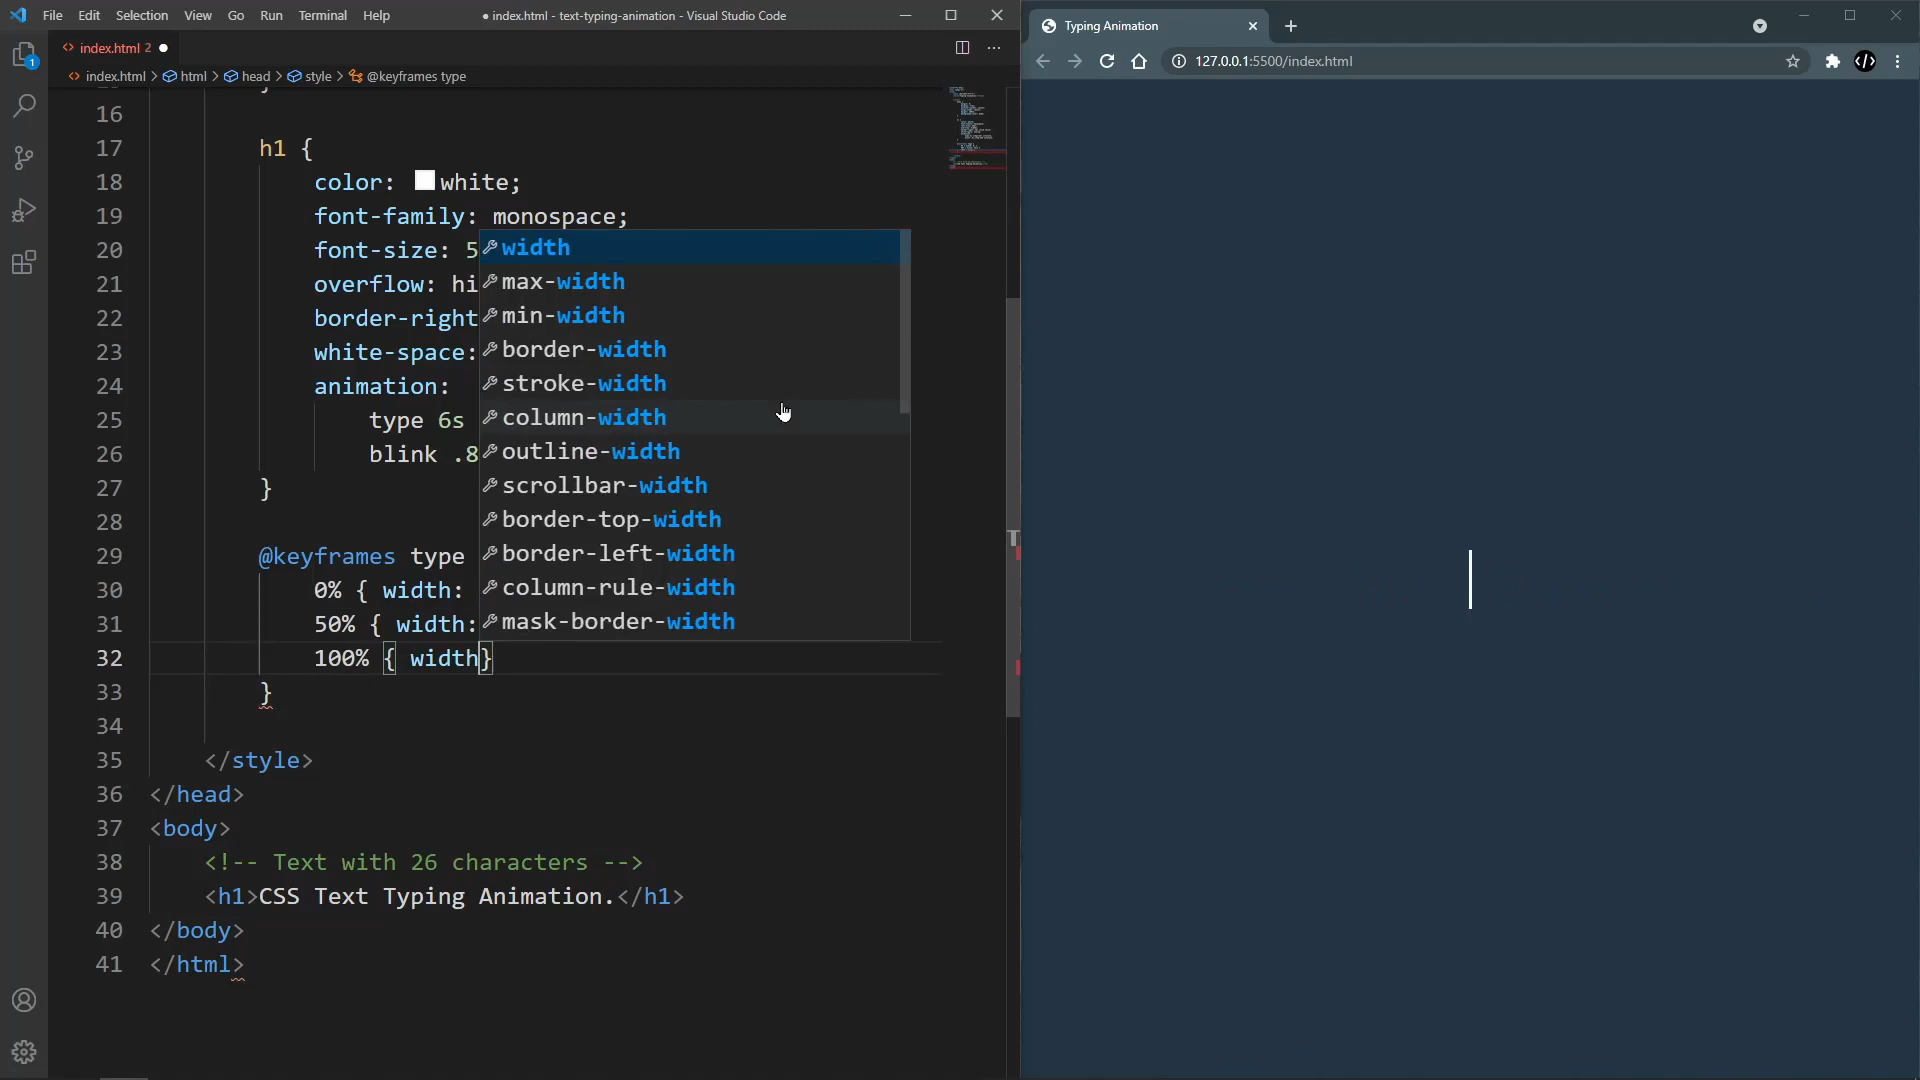 File Edit Selection View Go Run Terminal Help
● index.html - text-typing-animation - Visual Studio Code
Typing Animation
127.0.0.1:5500/index.html
1
<> index.html 2 ●
<> index.html > html > head > style > @keyframes type
16
17 h1 {
18 color: white;
19 font-family: monospace;
20 font-size: 5
21 overflow: hi
22 border-right
23 white-space:
24 animation:
25 type 6s
26 blink .8
27 }
28
29 @keyframes type
30 0% { width:
31 50% { width:
32 100% { width}
33 }
34
35 </style>
36 </head>
37 <body>
38 <!-- Text with 26 characters -->
39 <h1>CSS Text Typing Animation.</h1>
40 </body>
41 </html>
width
max-width
min-width
border-width
stroke-width
column-width
outline-width
scrollbar-width
border-top-width
border-left-width
column-rule-width
mask-border-width